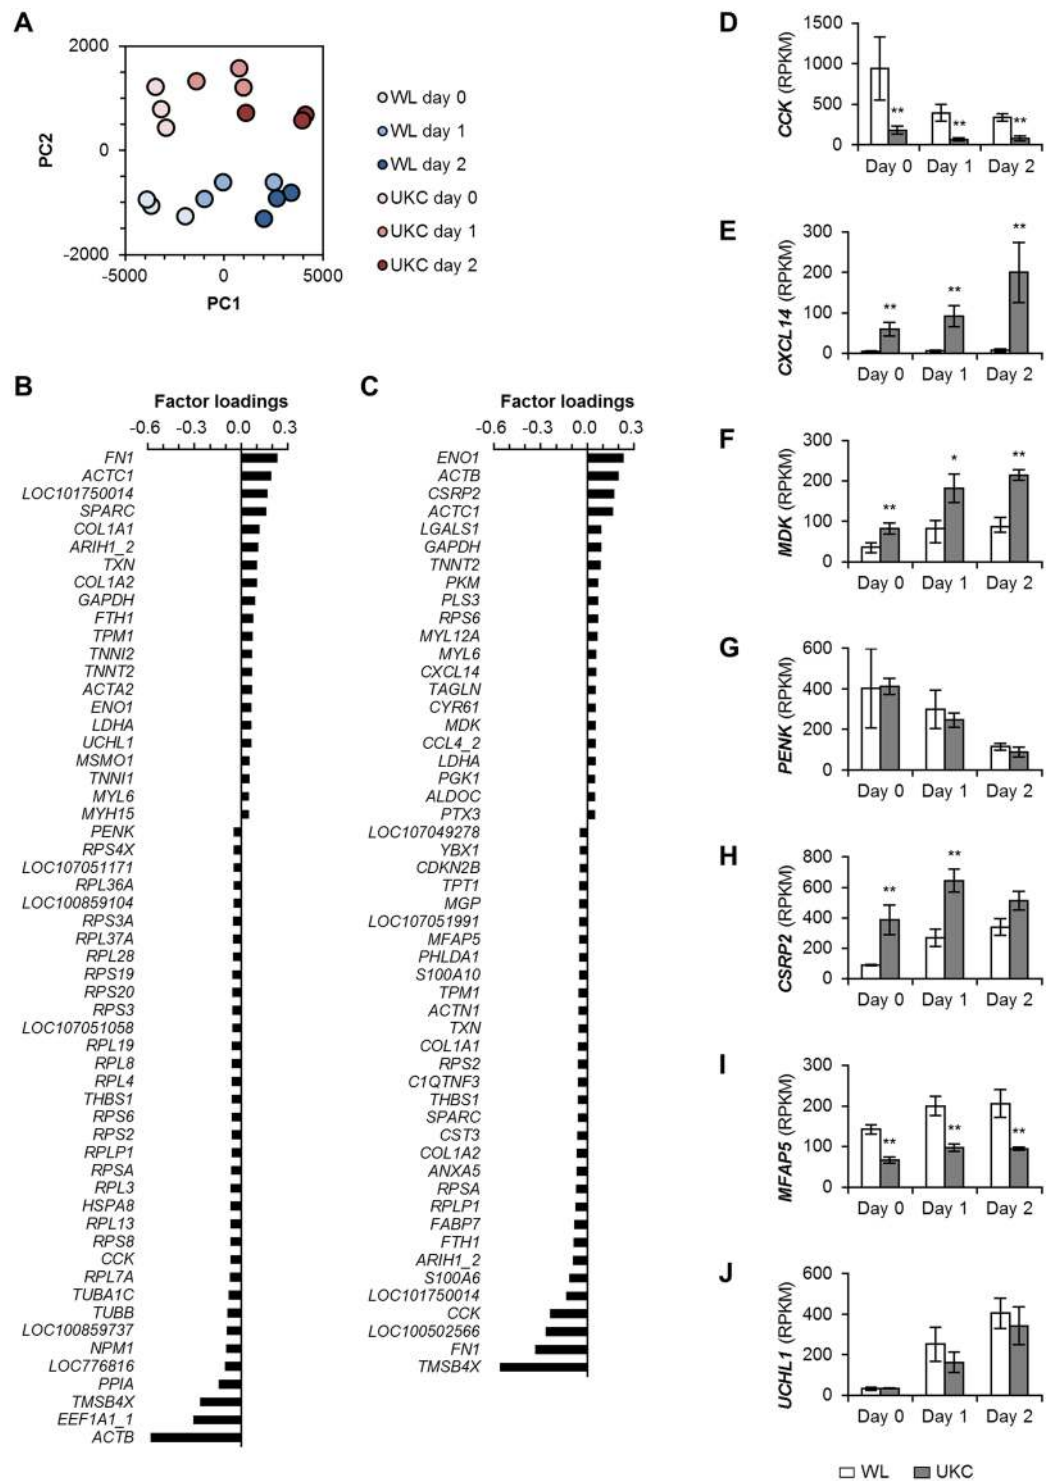 A
2000
0
-2000
-5000 0 5000
PC2
PC1
WL day 0
WL day 1
WL day 2
UKC day 0
UKC day 1
UKC day 2
B
Factor loadings
-0.6 -0.3 0.0 0.3
FN1
ACTC1
LOC101750014
SPARC
COL1A1
ARIH1_2
TXN
COL1A2
GAPDH
FTH1
TPM1
TNNI2
TNNT2
ACTA2
ENO1
LDHA
UCHL1
MSMO1
TNNI1
MYL6
MYH15
PENK
RPS4X
LOC107051171
RPL36A
LOC100859104
RPS3A
RPL37A
RPL28
RPS19
RPS20
RPS3
LOC107051058
RPL19
RPL8
RPL4
THBS1
RPS6
RPS2
RPLP1
RPSA
RPL3
HSPA8
RPL13
RPS8
CCK
RPL7A
TUBA1C
TUBB
LOC100859737
NPM1
LOC776816
PPIA
TMSB4X
EEF1A1_1
ACTB
C
Factor loadings
-0.6 -0.3 0.0 0.3
ENO1
ACTB
CSRP2
ACTC1
LGALS1
GAPDH
TNNT2
PKM
PLS3
RPS6
MYL12A
MYL6
CXCL14
TAGLN
CYR61
MDK
CCL4_2
LDHA
PGK1
ALDOC
PTX3
LOC107049278
YBX1
CDKN2B
TPT1
MGP
LOC107051991
MFAP5
PHLDA1
S100A10
TPM1
ACTN1
TXN
COL1A1
RPS2
C1QTNF3
THBS1
SPARC
CST3
COL1A2
ANXA5
RPSA
RPLP1
FABP7
FTH1
ARIH1_2
S100A6
LOC101750014
CCK
LOC100502566
FN1
TMSB4X
D
CCK (RPKM)
1500
1000
500
0
** ** **
Day 0 Day 1 Day 2
E
CXCL14 (RPKM)
300
200
100
0
** ** **
Day 0 Day 1 Day 2
F
MDK (RPKM)
300
200
100
0
** * **
Day 0 Day 1 Day 2
G
PENK (RPKM)
600
400
200
0
Day 0 Day 1 Day 2
H
CSRP2 (RPKM)
800
600
400
200
0
** **
Day 0 Day 1 Day 2
I
MFAP5 (RPKM)
300
200
100
0
** ** **
Day 0 Day 1 Day 2
J
UCHL1 (RPKM)
600
400
200
0
Day 0 Day 1 Day 2
WL UKC